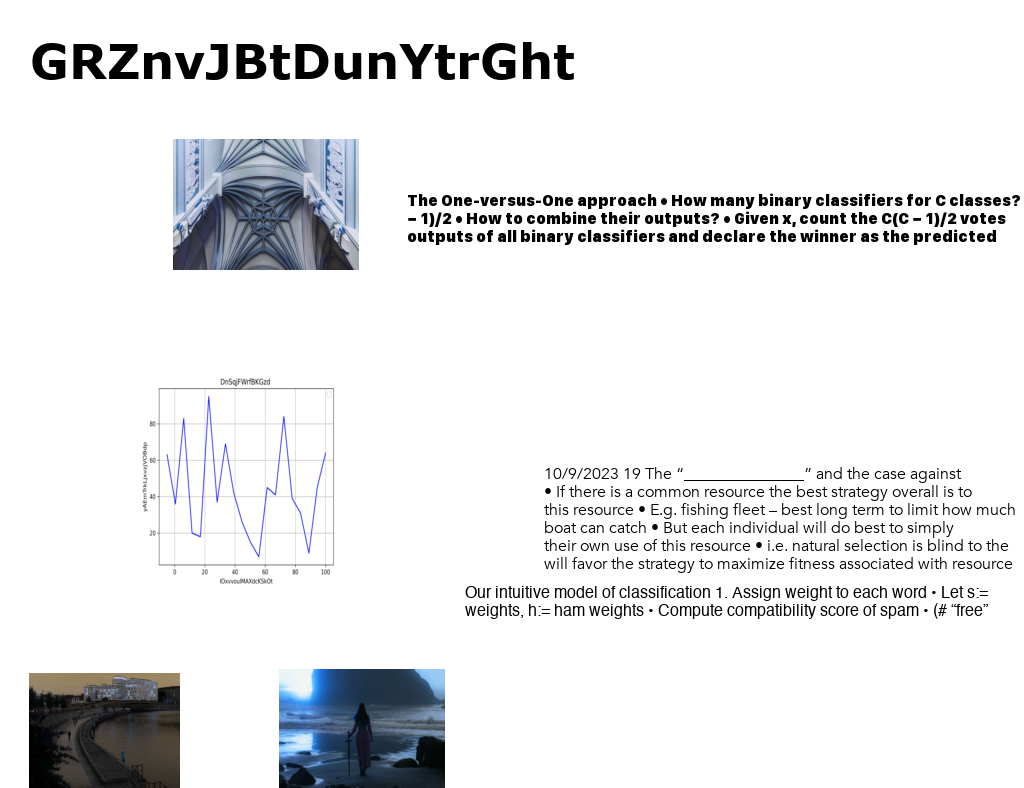 GRZnvJBtDunYtrGht
The One-versus-One Approach • How many binary classifiers for C classes?
– 1)/2 • How to combine their outputs? • Given x, count the C(C – 1)/2 votes
outputs of all binary classifiers and declare the winner as the predicted
DnSqjFWrfBKGzd
80
60
40
20
0 20 40 60 80 100
10/9/2023 19 The “_______________” and the case against
• If there is a common resource the best strategy overall is to
this resource • E.g. fishing fleet – best long term to limit how much
boat can catch • But each individual will do best to simply
their own use of this resource • i.e. natural selection is blind to the
will favor the strategy to maximize fitness associated with resource
Our intuitive model of classification 1. Assign weight to each word • Let s:=
weights, h:= ham weights • Compute compatibility score of spam • (# “free”